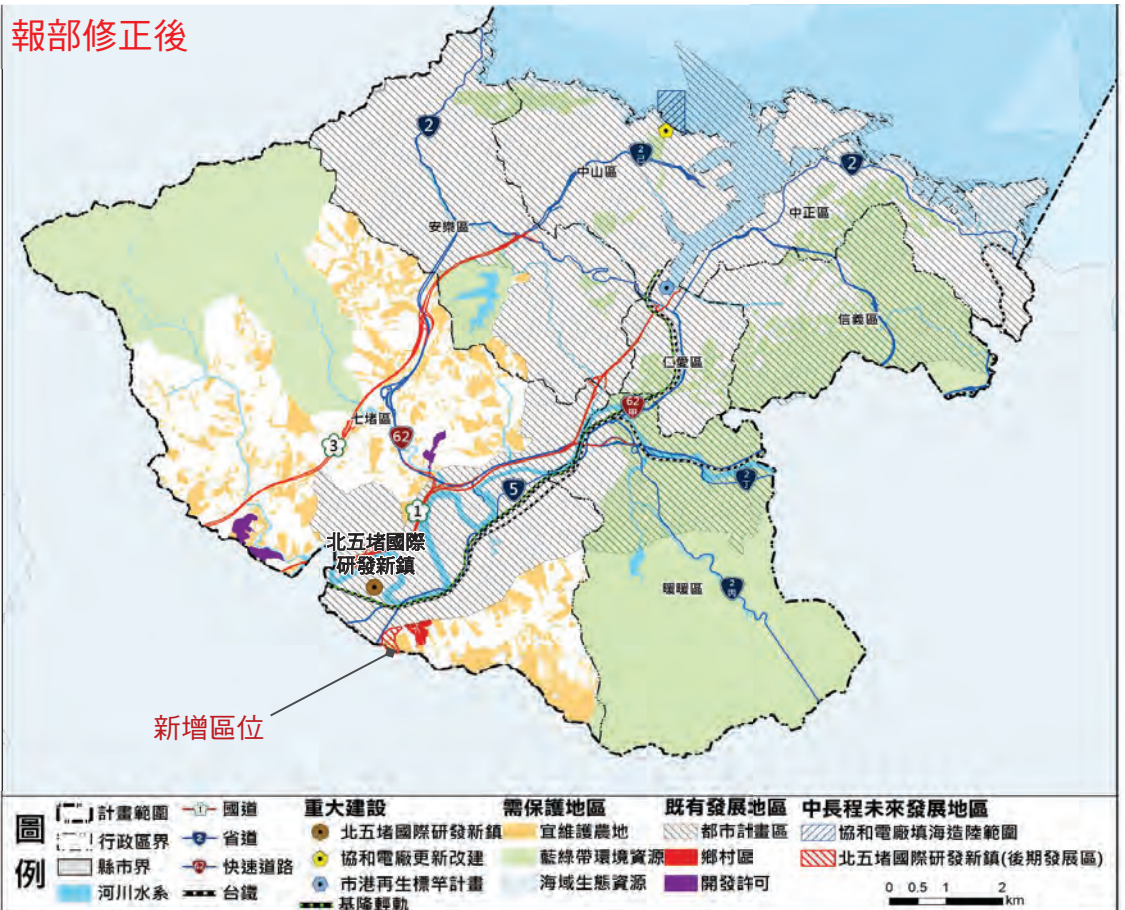 報部修正後
2
2己
中山區
2
中正區
安樂區
信義區
仁愛區
62甲
七堵區
3
62
5
2丁
1
北五堵國際
研發新鎮
暖暖區
2丙
新增區位
圖例
計畫範圍
行政區界
縣市界
河川水系
1 國道
2 省道
62 快速道路
台鐵
重大建設
北五堵國際研發新鎮
協和電廠更新改建
市港再生標竿計畫
基隆輕軌
需保護地區
宜維護農地
藍綠帶環境資源
海域生態資源
既有發展地區
都市計畫區
鄉村區
開發許可
中長程未來發展地區
協和電廠填海造陸範圍
北五堵國際研發新鎮(後期發展區)
0 0.5 1 2
km